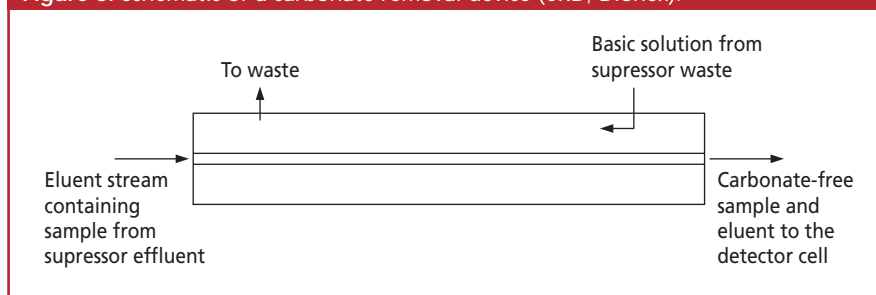 Figure 3: Schematic of a carbonate removal device (CRD, Dionex).
To waste
Basic solution from
supressor waste
Eluent stream
containing
sample from
supressor effluent
Carbonate-free
sample and
eluent to the
detector cell